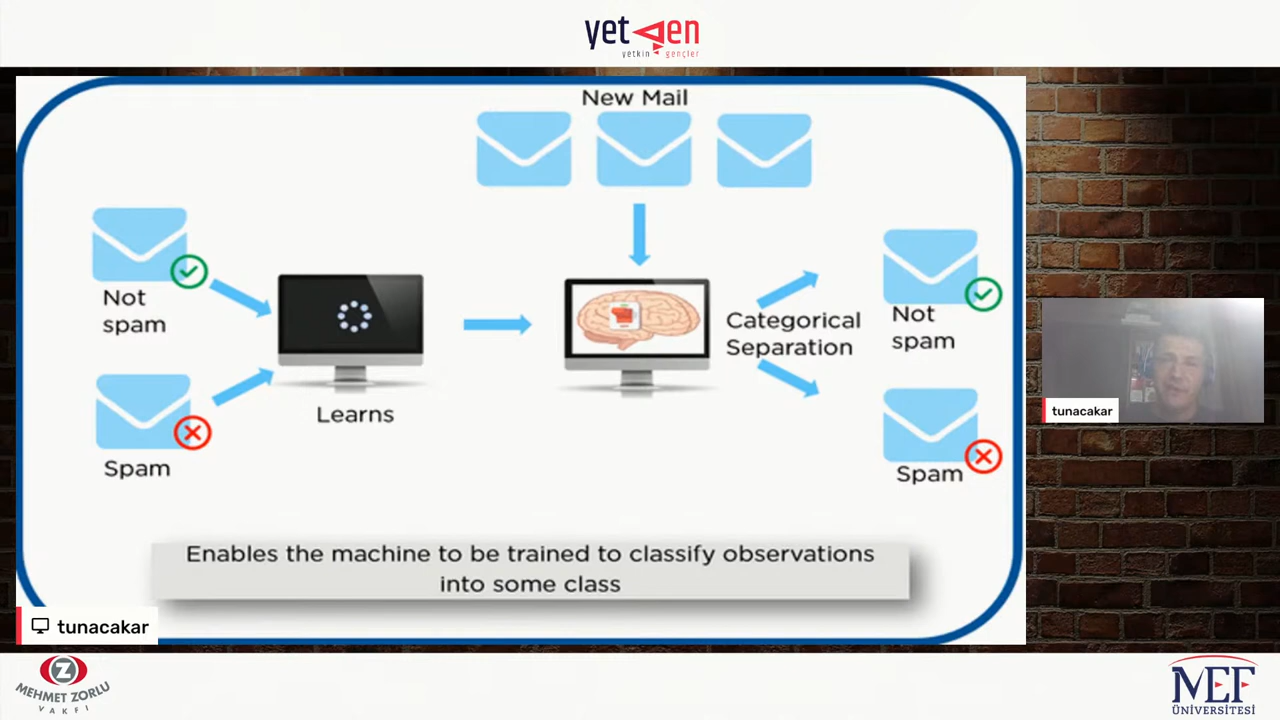 yetgen
yetkin gençler
New Mail
Not
spam
Spam
Learns
Categorical
Separation
Not
spam
Spam
Enables the machine to be trained to classify observations
into some class
tunacakar
tunacakar
Z
MEHMET ZORLU
VAKFI
MEF
ÜNİVERSİTESİ